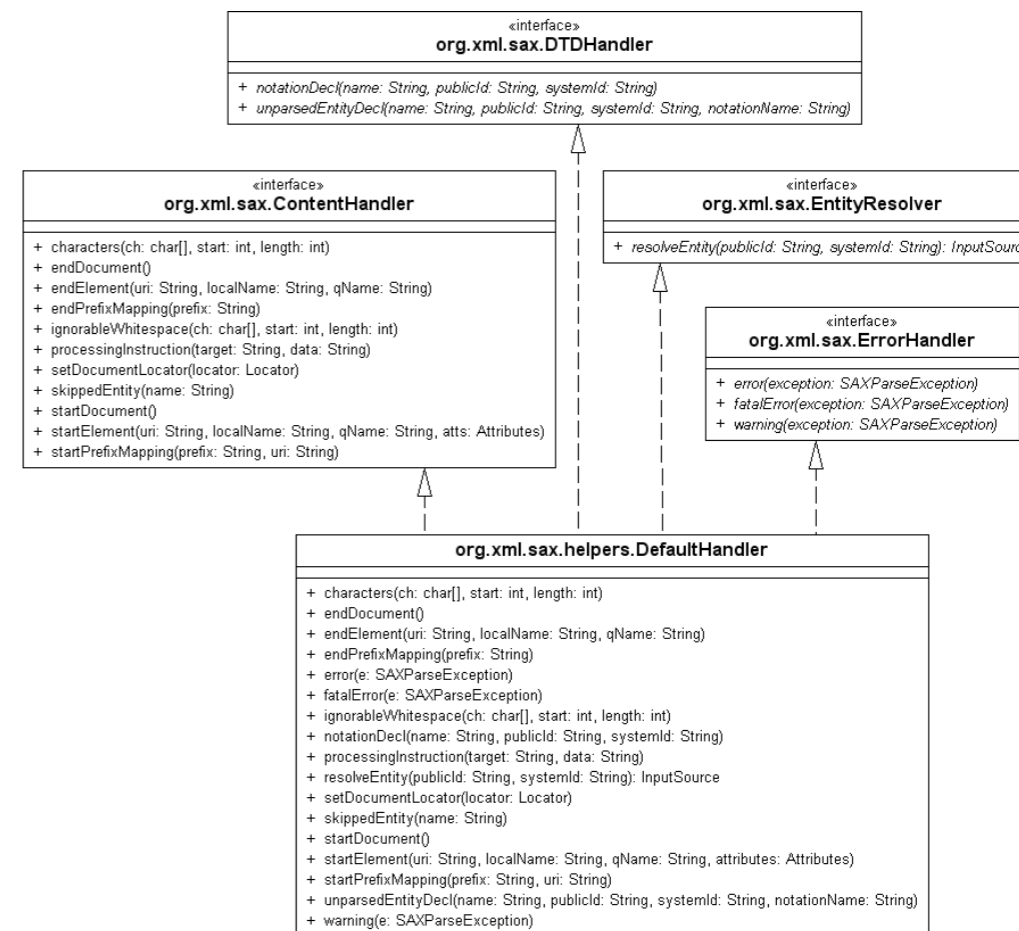 «interface»
org.xml.sax.DTDHandler
+ notationDecl(name: String, publicId: String, systemId: String)
+ unparsedEntityDecl(name: String, publicId: String, systemId: String, notationName: String)
«interface»
org.xml.sax.ContentHandler
+ characters(ch: char[], start: int, length: int)
+ endDocument()
+ endElement(uri: String, localName: String, qName: String)
+ endPrefixMapping(prefix: String)
+ ignorableWhitespace(ch: char[], start: int, length: int)
+ processingInstruction(target: String, data: String)
+ setDocumentLocator(locator: Locator)
+ skippedEntity(name: String)
+ startDocument()
+ startElement(uri: String, localName: String, qName: String, atts: Attributes)
+ startPrefixMapping(prefix: String, uri: String)
«interface»
org.xml.sax.EntityResolver
+ resolveEntity(publicId: String, systemId: String): InputSourc
«interface»
org.xml.sax.ErrorHandler
+ error(exception: SAXParseException)
+ fatalError(exception: SAXParseException)
+ warning(exception: SAXParseException)
org.xml.sax.helpers.DefaultHandler
+ characters(ch: char[], start: int, length: int)
+ endDocument()
+ endElement(uri: String, localName: String, qName: String)
+ endPrefixMapping(prefix: String)
+ error(e: SAXParseException)
+ fatalError(e: SAXParseException)
+ ignorableWhitespace(ch: char[], start: int, length: int)
+ notationDecl(name: String, publicId: String, systemId: String)
+ processingInstruction(target: String, data: String)
+ resolveEntity(publicId: String, systemId: String): InputSource
+ setDocumentLocator(locator: Locator)
+ skippedEntity(name: String)
+ startDocument()
+ startElement(uri: String, localName: String, qName: String, attributes: Attributes)
+ startPrefixMapping(prefix: String, uri: String)
+ unparsedEntityDecl(name: String, publicId: String, systemId: String, notationName: String)
+ warning(e: SAXParseException)